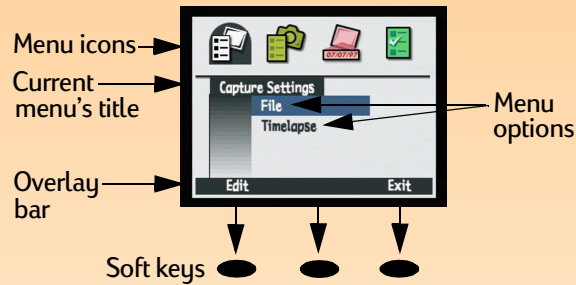 Menu icons
07/07/97
Current
menu's title
Capture Settings
File
Timelapse
Menu
options
Overlay
bar
Edit Exit
Soft keys